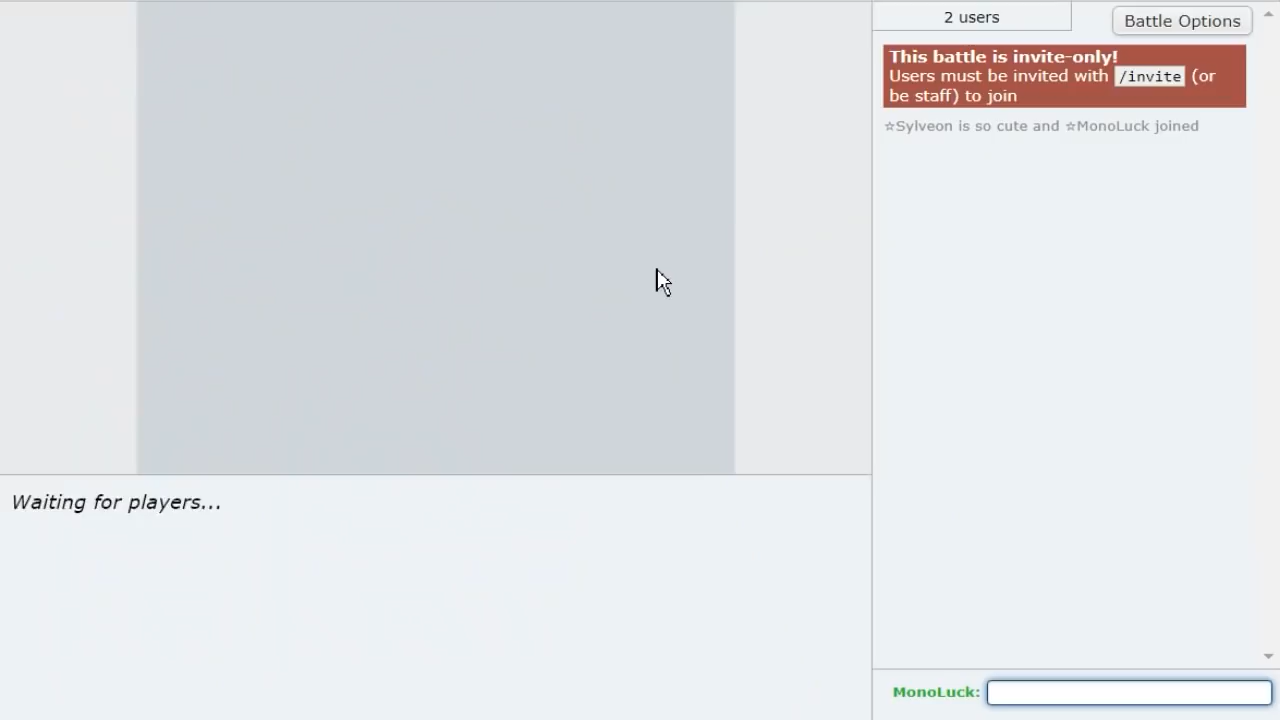 2 users
Battle Options
This battle is invite-only!
Users must be invited with /invite (or
be staff) to join
☆Sylveon is so cute and ☆MonoLuck joined
Waiting for players...
MonoLuck: